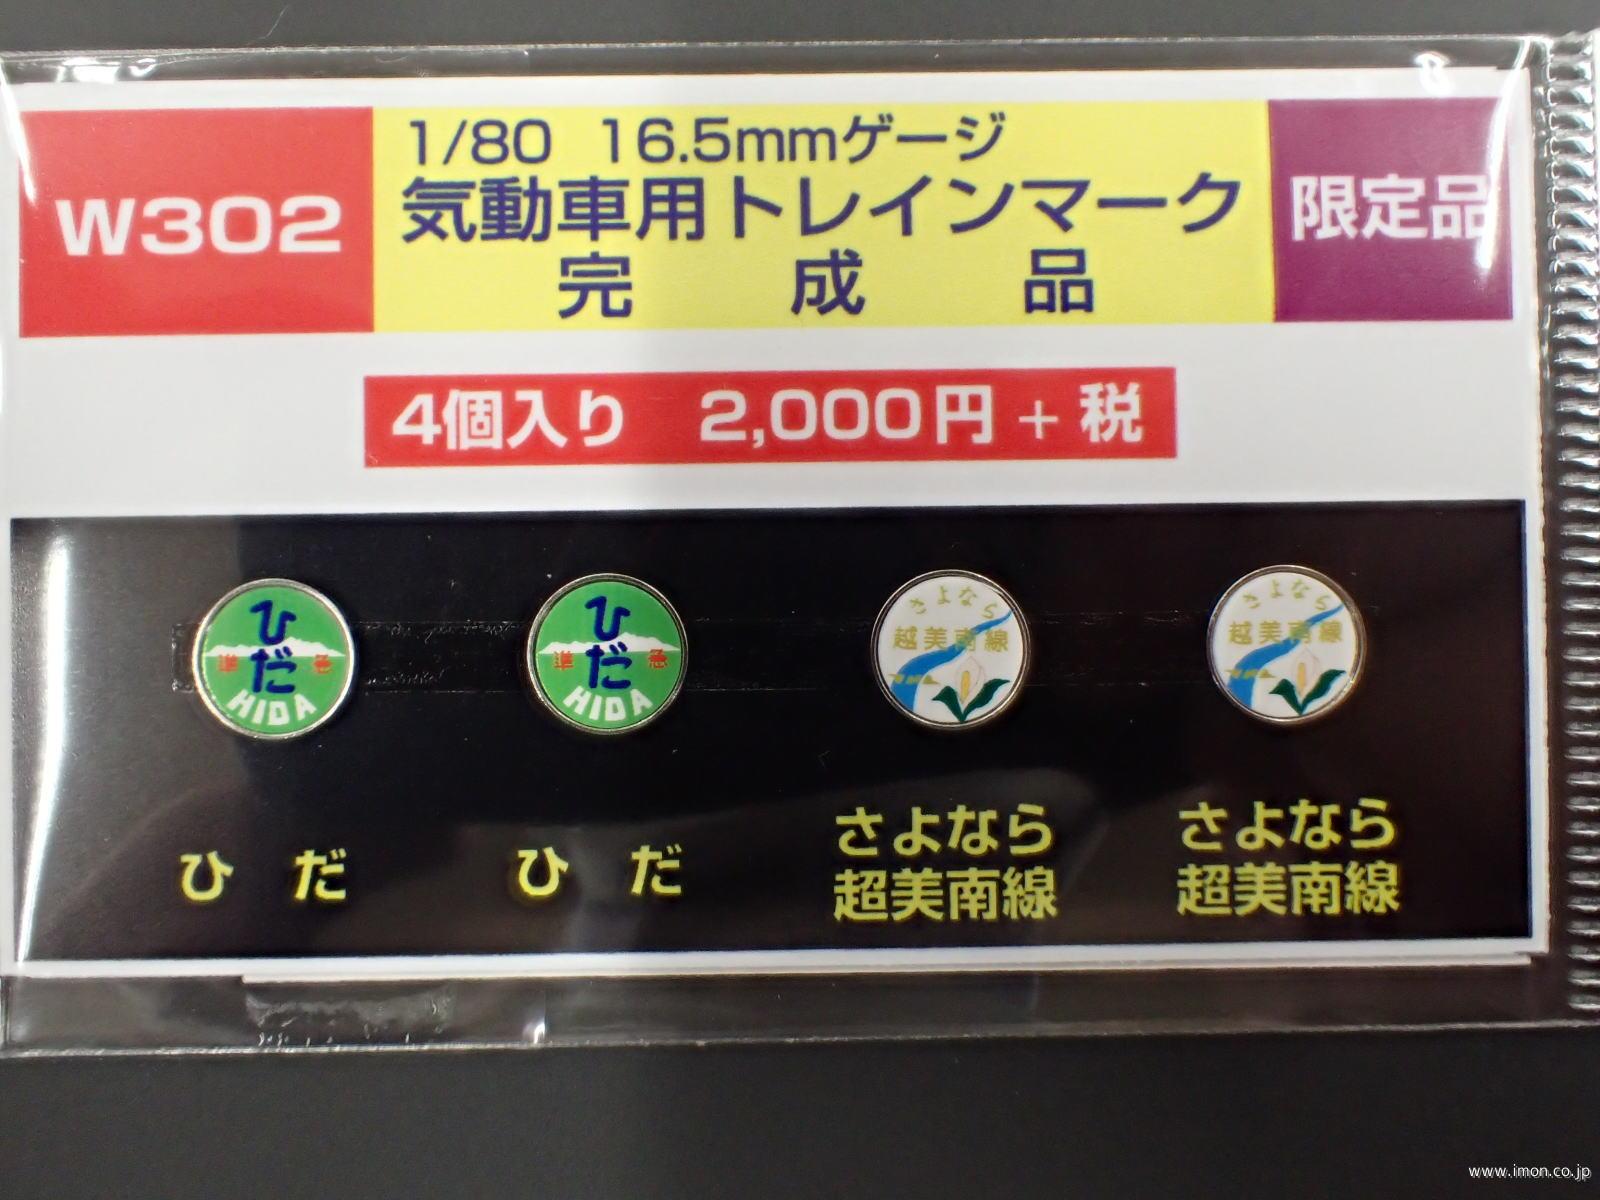 W302
1/80 16.5mmゲージ
気動車用トレインマーク
完成品
限定品
4個入り 2,000円+税
ひだ
準急
HIDA
ひだ
準急
HIDA
さよなら
越美南線
さよなら
越美南線
ひだ
ひだ
さよなら
超美南線
さよなら
超美南線
www.imon.co.jp